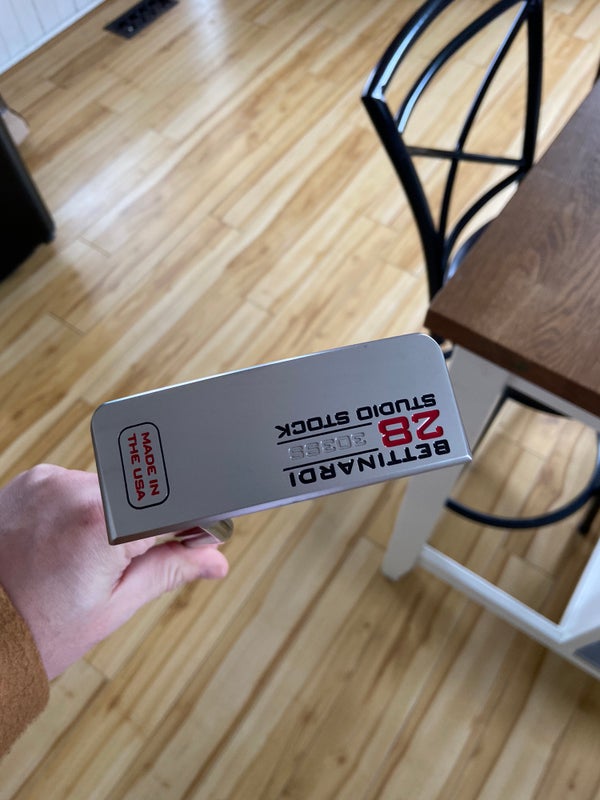 BETTINARDI
28 303SS
STUDIO STOCK
MADE IN
THE USA